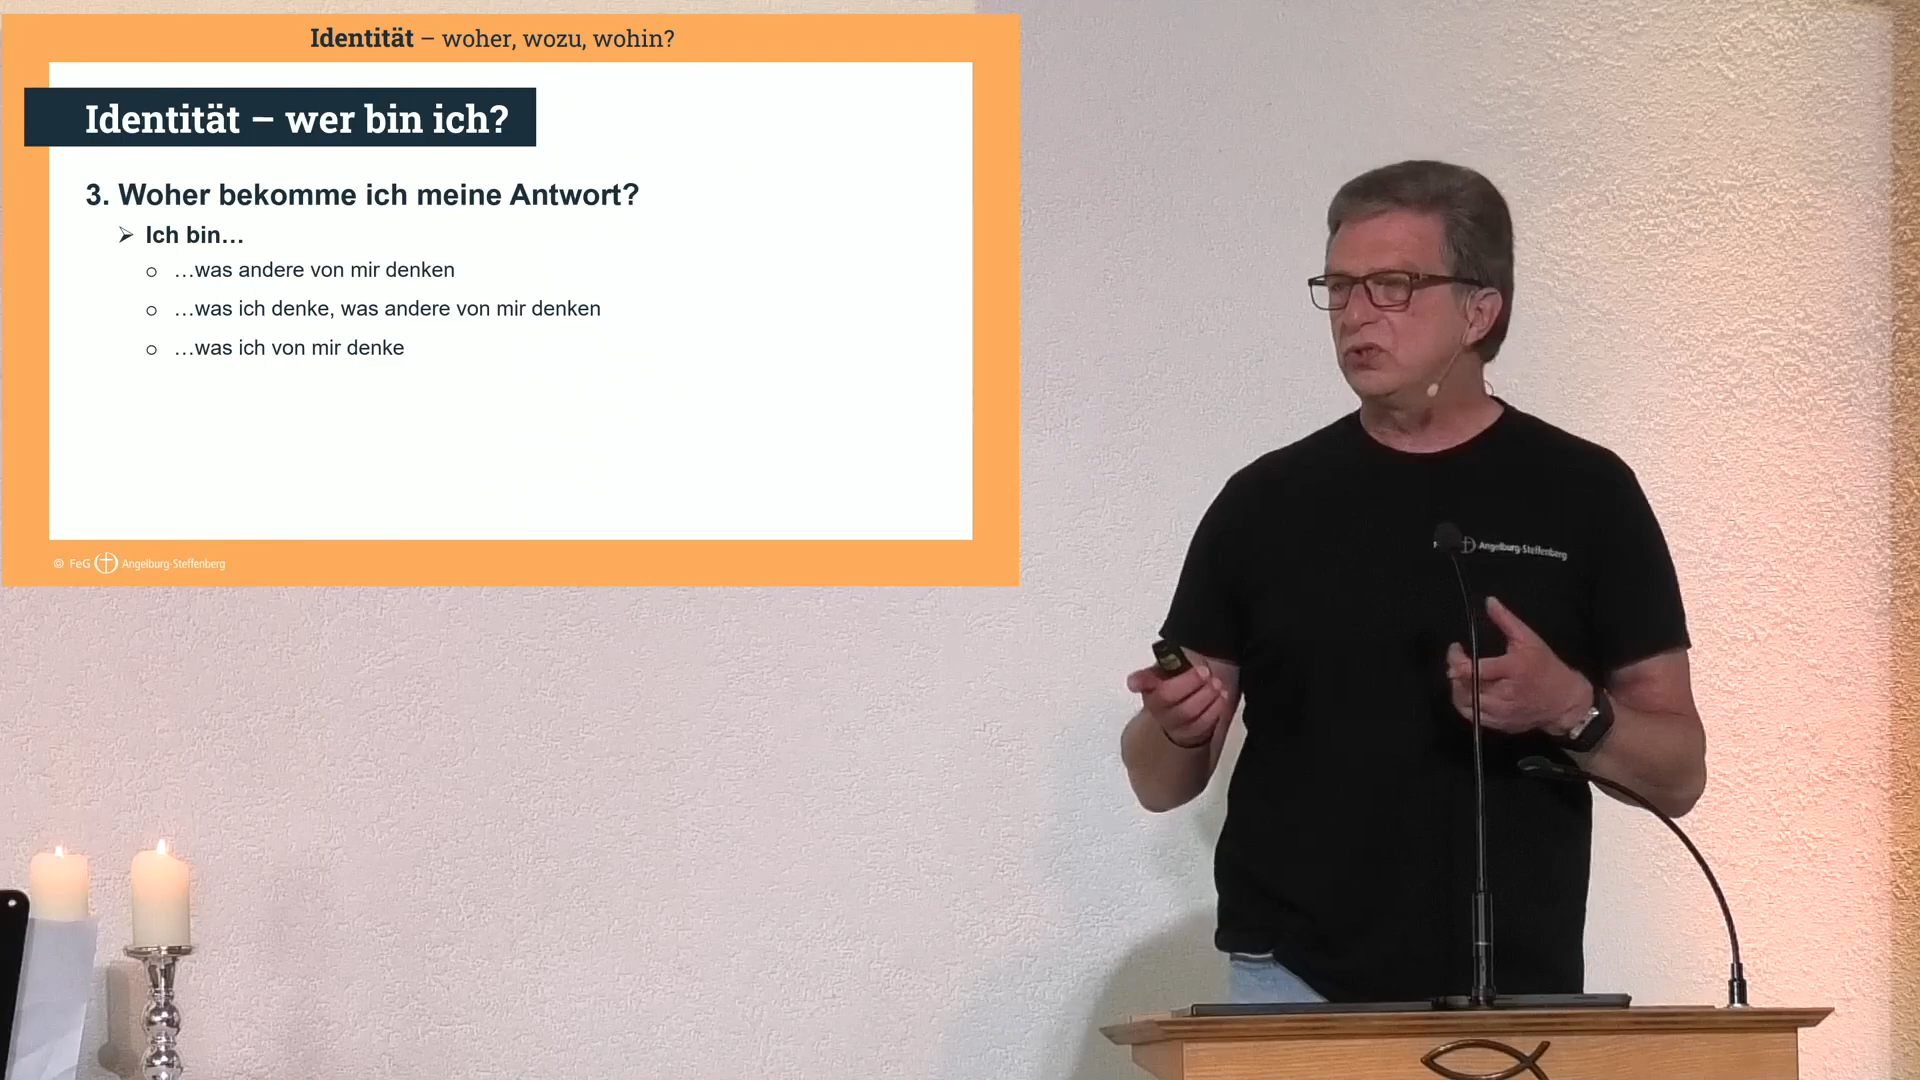 Identität – woher, wozu, wohin?
Identität – wer bin ich?
3. Woher bekomme ich meine Antwort?
➢ Ich bin…
o …was andere von mir denken
o …was ich denke, was andere von mir denken
o …was ich von mir denke
© FeG Angelburg-Steffenberg
Angelburg-Steffenberg